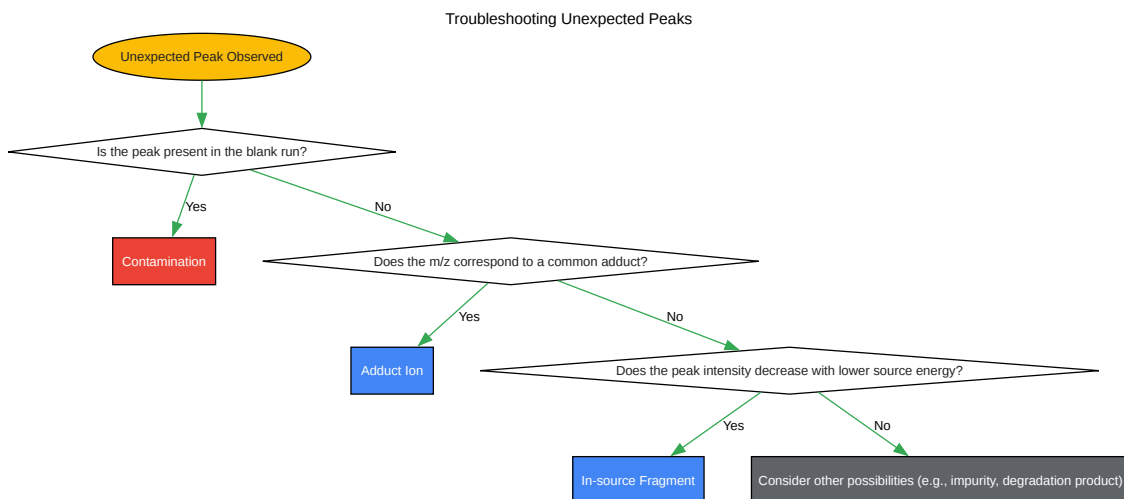 Troubleshooting Unexpected Peaks
Unexpected Peak Observed
Is the peak present in the blank run?
Yes
No
Contamination
Does the m/z correspond to a common adduct?
Yes
No
Adduct Ion
Does the peak intensity decrease with lower source energy?
Yes
No
In-source Fragment
Consider other possibilities (e.g., impurity, degradation product)